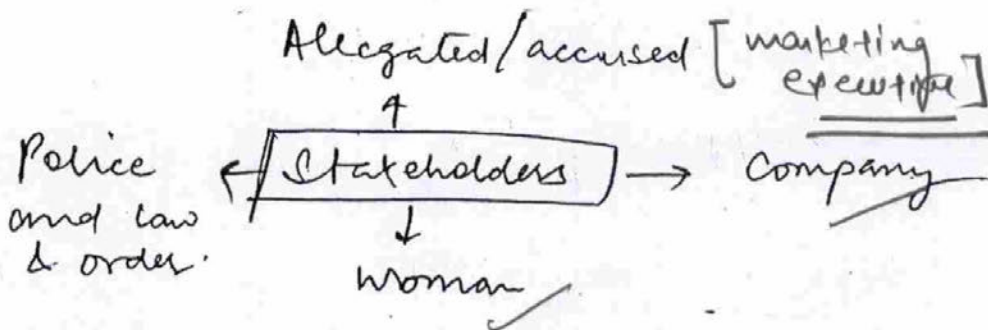 Allegated/accused [marketing
executive]
Police
and law
& order.
Stakeholders
Company
Woman